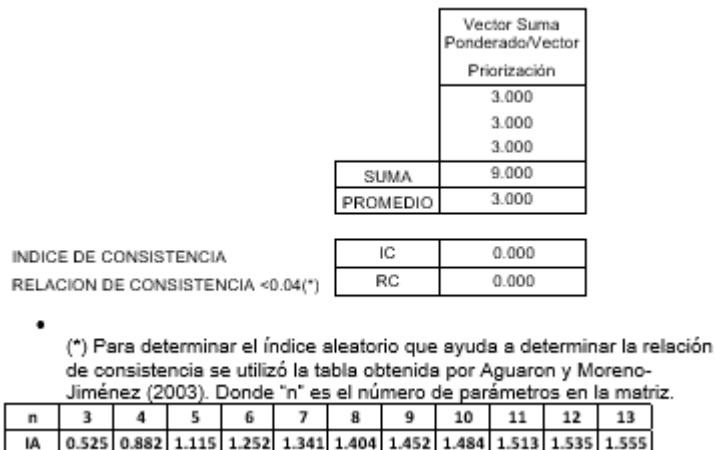 Vector Suma
Ponderado/Vector
Priorización
3.000
3.000
3.000
SUMA 9.000
PROMEDIO 3.000
INDICE DE CONSISTENCIA IC 0.000
RELACION DE CONSISTENCIA <0.04(*) RC 0.000
(*) Para determinar el índice aleatorio que ayuda a determinar la relación
de consistencia se utilizó la tabla obtenida por Aguaron y Moreno-
Jiménez (2003). Donde "n" es el número de parámetros en la matriz.
n 3 4 5 6 7 8 9 10 11 12 13
IA 0.525 0.882 1.115 1.252 1.341 1.404 1.452 1.484 1.513 1.535 1.555